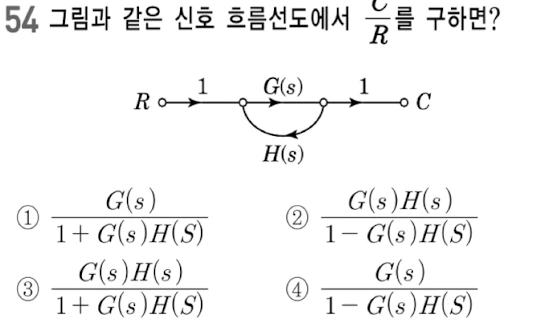 54 그림과 같은 신호 흐름선도에서 C/R를 구하면?
1 G(s) 1
R C
H(s)
① G(s)/(1+G(s)H(S)) ② G(s)H(s)/(1-G(s)H(S))
③ G(s)H(s)/(1+G(s)H(S)) ④ G(s)/(1-G(s)H(S))